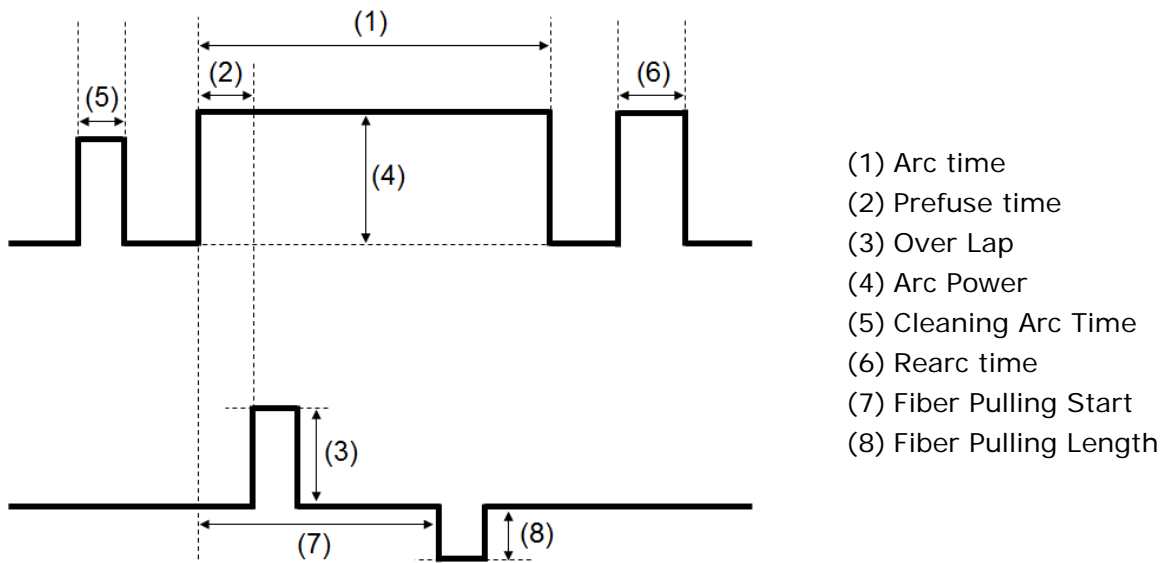 (1)
(2)
(6)
(5)
(4)
(3)
(7)
(8)
(1) Arc time
(2) Prefuse time
(3) Over Lap
(4) Arc Power
(5) Cleaning Arc Time
(6) Rearc time
(7) Fiber Pulling Start
(8) Fiber Pulling Length